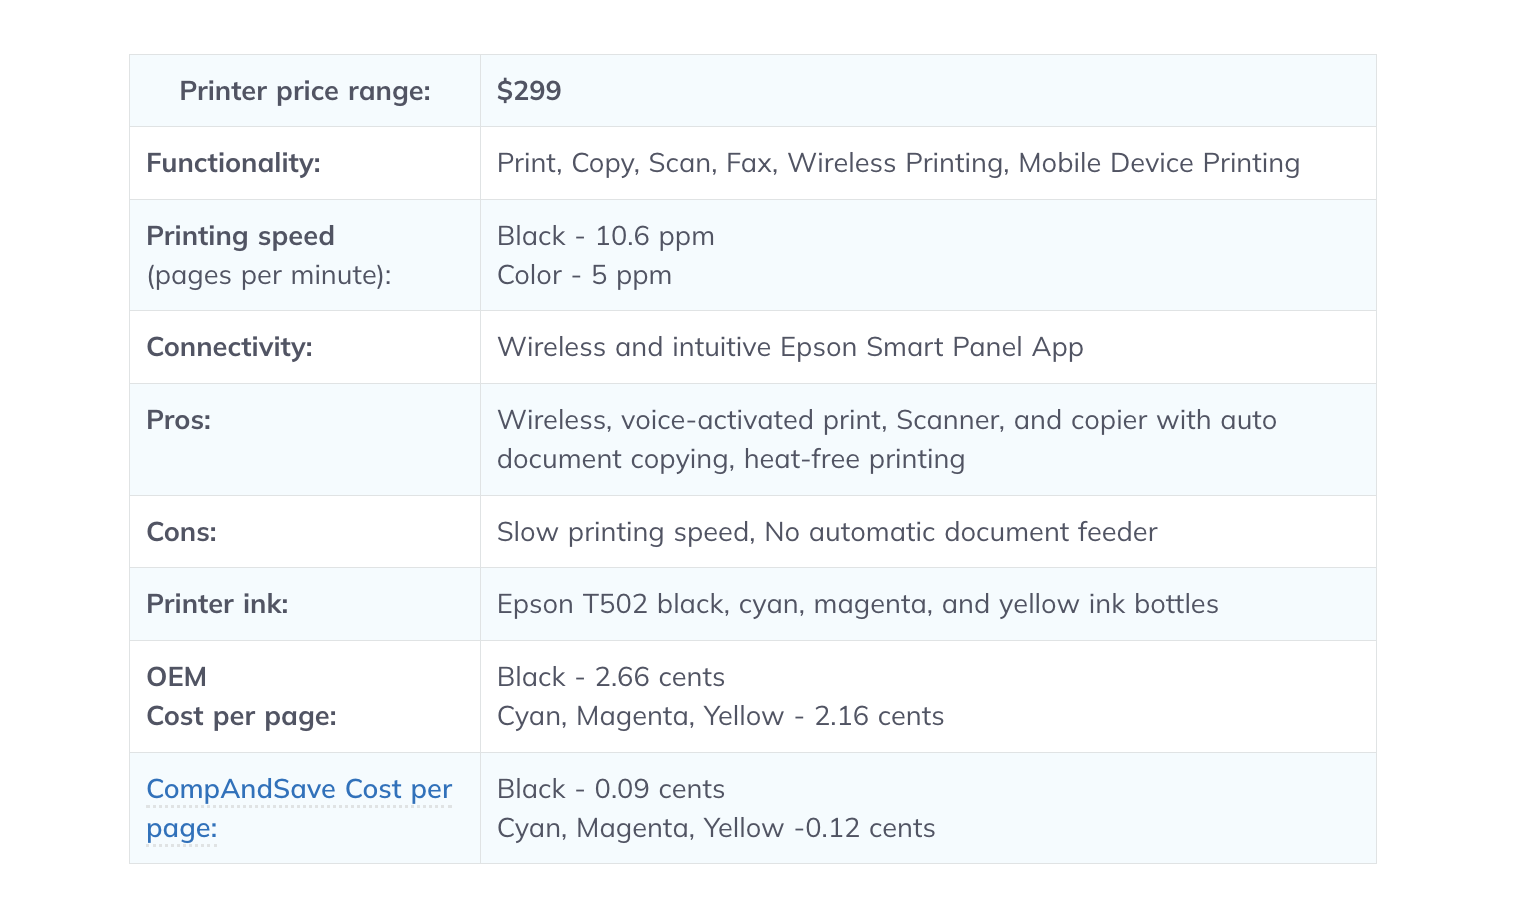 Printer price range: $299
Functionality: Print, Copy, Scan, Fax, Wireless Printing, Mobile Device Printing
Printing speed
(pages per minute):
Black - 10.6 ppm
Color - 5 ppm
Connectivity: Wireless and intuitive Epson Smart Panel App
Pros: Wireless, voice-activated print, Scanner, and copier with auto
document copying, heat-free printing
Cons: Slow printing speed, No automatic document feeder
Printer ink: Epson T502 black, cyan, magenta, and yellow ink bottles
OEM
Cost per page:
Black - 2.66 cents
Cyan, Magenta, Yellow - 2.16 cents
CompAndSave Cost per
page:
Black - 0.09 cents
Cyan, Magenta, Yellow -0.12 cents